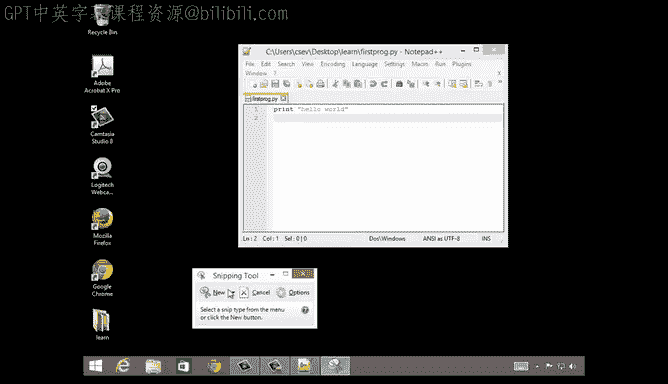 GPT中英字幕课程资源@bilibili.com
Recycle Bin
Adobe
Acrobat X Pro
Camtasia
Studio 8
Logitech
Webca...
Mozilla
Firefox
Google
Chrome
learn
C:\Users\csev\Desktop\learn\firstprog.py - Notepad++
File Edit Search View Encoding Language Settings Macro Run Plugins
Window ?
firstprog.py
1 print "hello world"
2
Ln : 2 Col : 1 Sel : 0 | 0
Dos\Windows
ANSI as UTF-8
INS
Snipping Tool
New
Cancel
Options
Select a snip type from the menu
or click the New button.